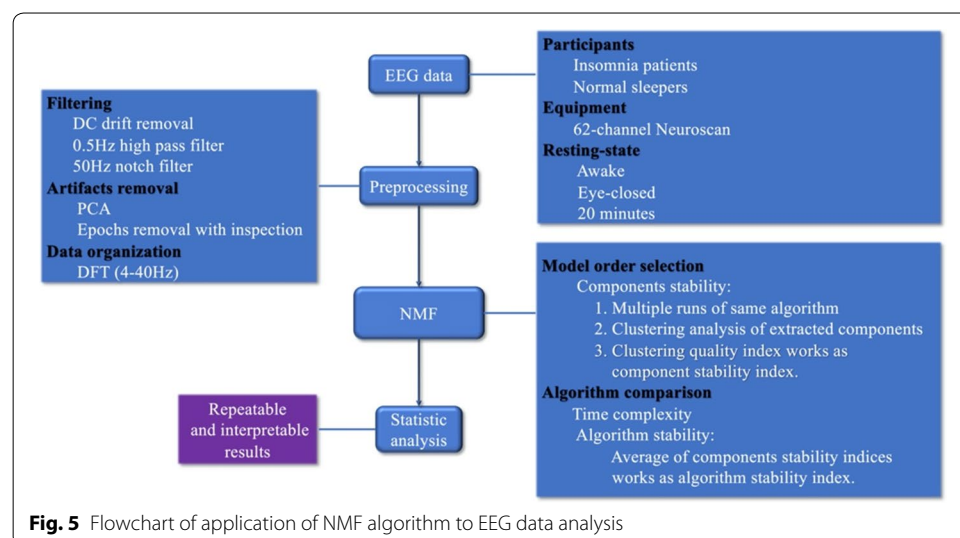 EEG data
Participants
Insomnia patients
Normal sleepers
Equipment
62-channel Neuroscan
Resting-state
Awake
Eye-closed
20 minutes
Filtering
DC drift removal
0.5Hz high pass filter
50Hz notch filter
Artifacts removal
PCA
Epochs removal with inspection
Data organization
DFT (4-40Hz)
Preprocessing
NMF
Model order selection
Components stability:
1. Multiple runs of same algorithm
2. Clustering analysis of extracted components
3. Clustering quality index works as
component stability index.
Algorithm comparison
Time complexity
Algorithm stability:
Average of components stability indices
works as algorithm stability index.
Repeatable
and interpretable
results
Statistic
analysis
Fig. 5 Flowchart of application of NMF algorithm to EEG data analysis